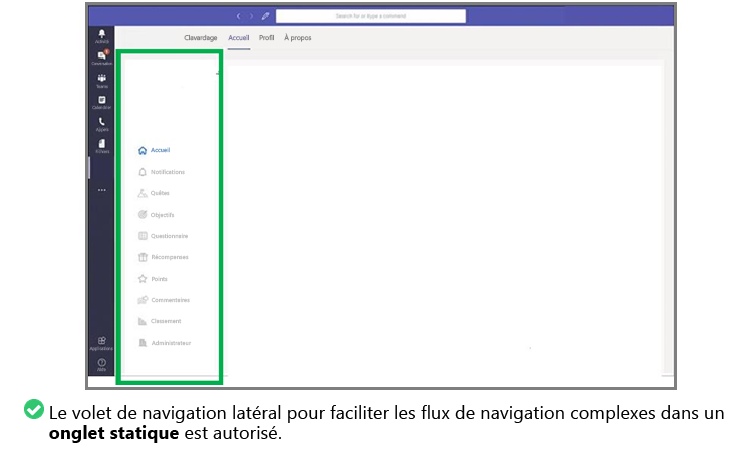 Search for or type a command
Clavardage Accueil Profil À propos
Activité
Conversation
Teams
Calendrier
Appels
Fichiers
...
Accueil
Notifications
Quêtes
Objectifs
Questionnaire
Récompenses
Points
Commentaires
Classement
Administrateur
Applications
Aide
Le volet de navigation latéral pour faciliter les flux de navigation complexes dans un
onglet statique est autorisé.